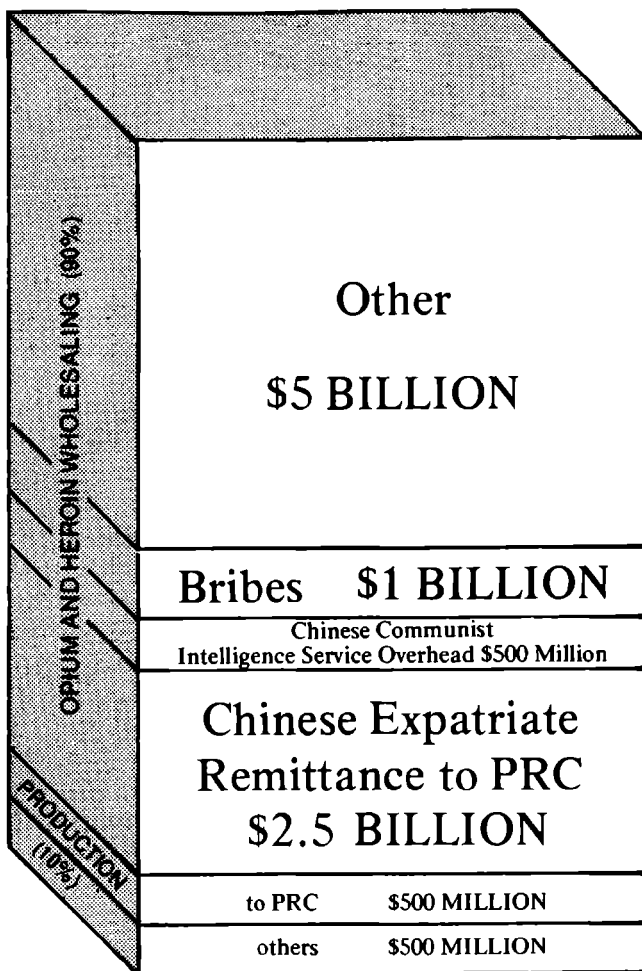 Other
$5 BILLION
Bribes $1 BILLION
Chinese Communist
Intelligence Service Overhead $500 Million
Chinese Expatriate
Remittance to PRC
$2.5 BILLION
to PRC $500 MILLION
others $500 MILLION
OPIUM AND HEROIN WHOLESALING (90%)
PRODUCTION
(10%)